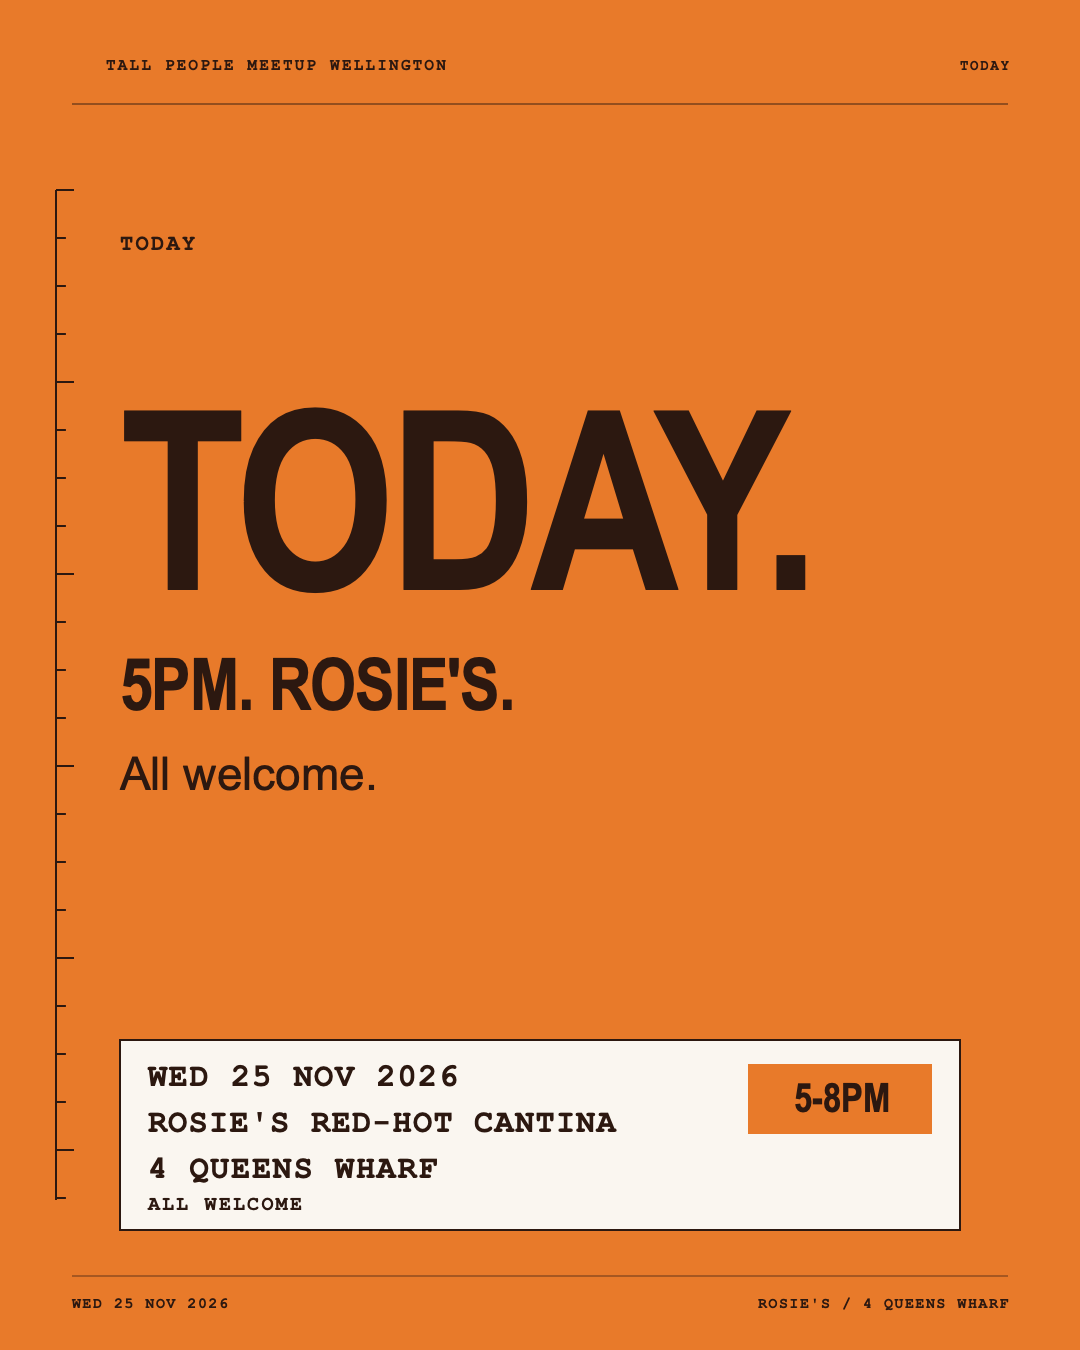 TALL PEOPLE MEETUP WELLINGTON
TODAY
TODAY
TODAY.
5PM. ROSIE'S.
All welcome.
WED 25 NOV 2026
ROSIE'S RED-HOT CANTINA
4 QUEENS WHARF
ALL WELCOME
5-8PM
WED 25 NOV 2026
ROSIE'S / 4 QUEENS WHARF